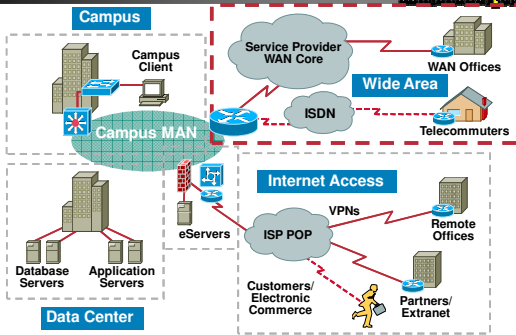 Campus
Campus
Client
Campus MAN
Service Provider
WAN Core
WAN Offices
Wide Area
ISDN
Telecommuters
Database
Servers
Application
Servers
Data Center
eServers
Internet Access
VPNs
ISP POP
Remote
Offices
Customers/
Electronic
Commerce
Partners/
Extranet